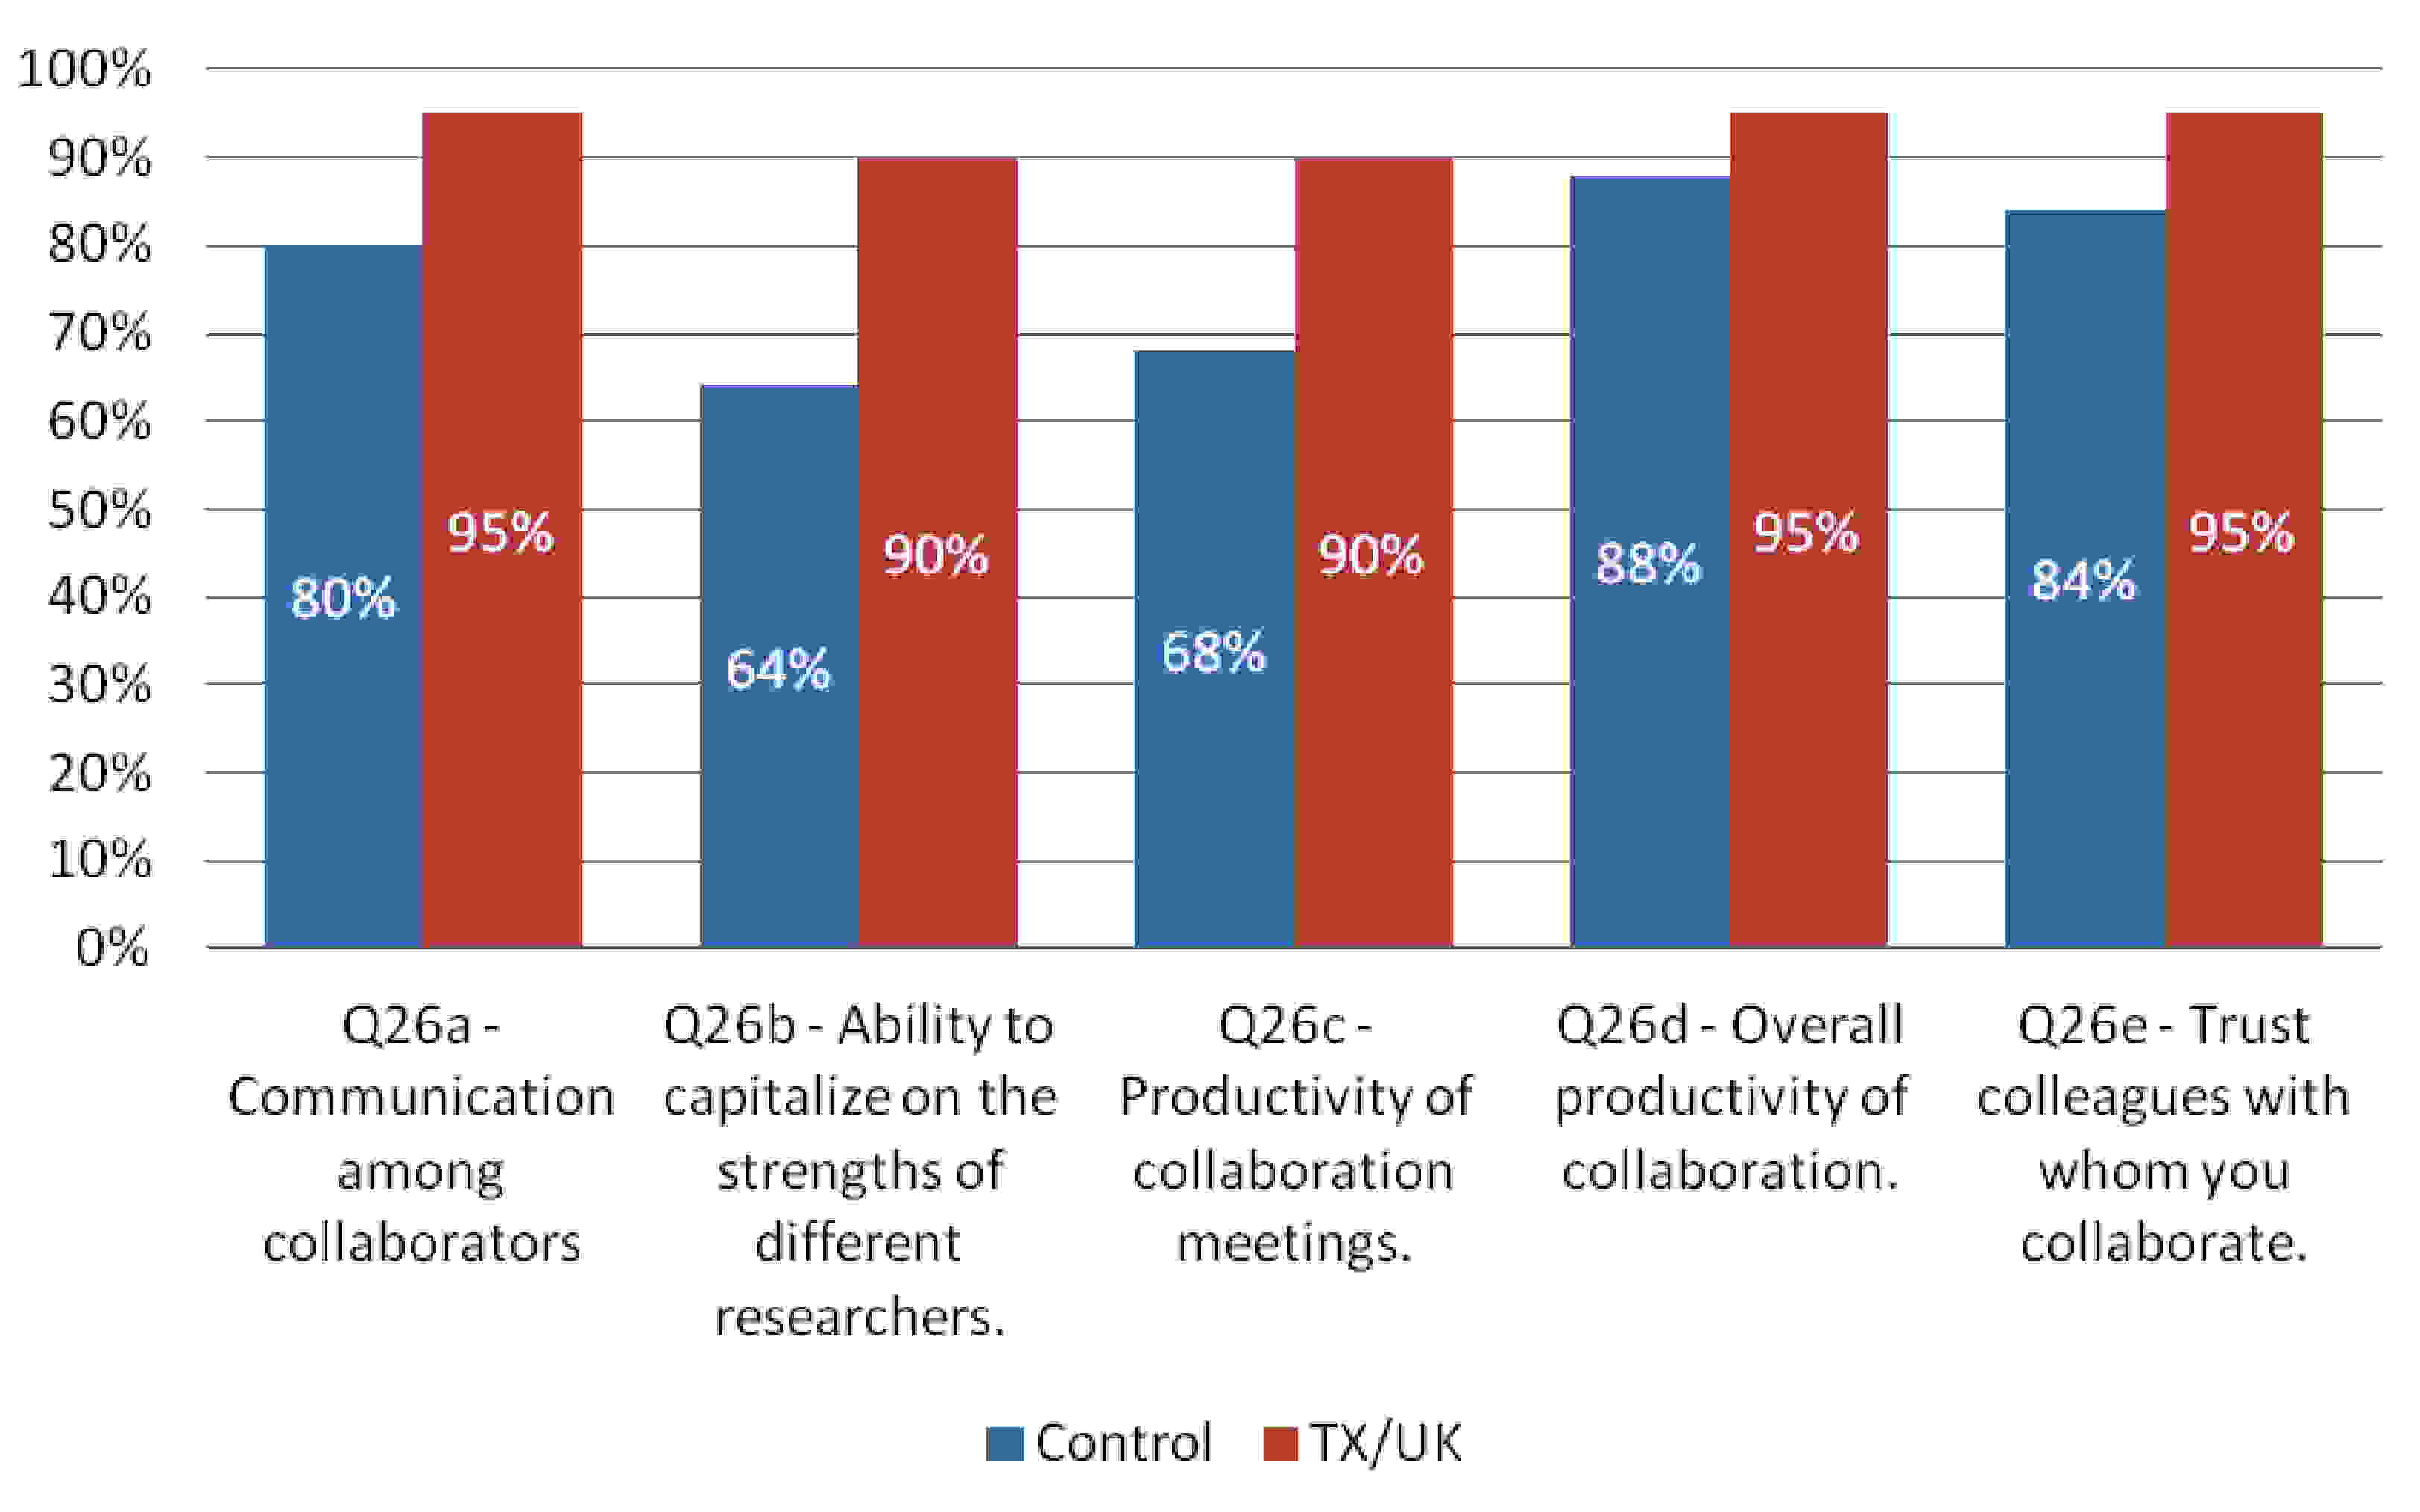 100%
90%
80%
70%
60%
50%
40%
30%
20%
10%
0%
80%
95%
64%
90%
68%
90%
88%
95%
84%
95%
Q26a -
Communication
among
collaborators
Q26b - Ability to
capitalize on the
strengths of
different
researchers.
Q26c -
Productivity of
collaboration
meetings.
Q26d - Overall
productivity of
collaboration.
Q26e - Trust
colleagues with
whom you
collaborate.
Control
TX/UK